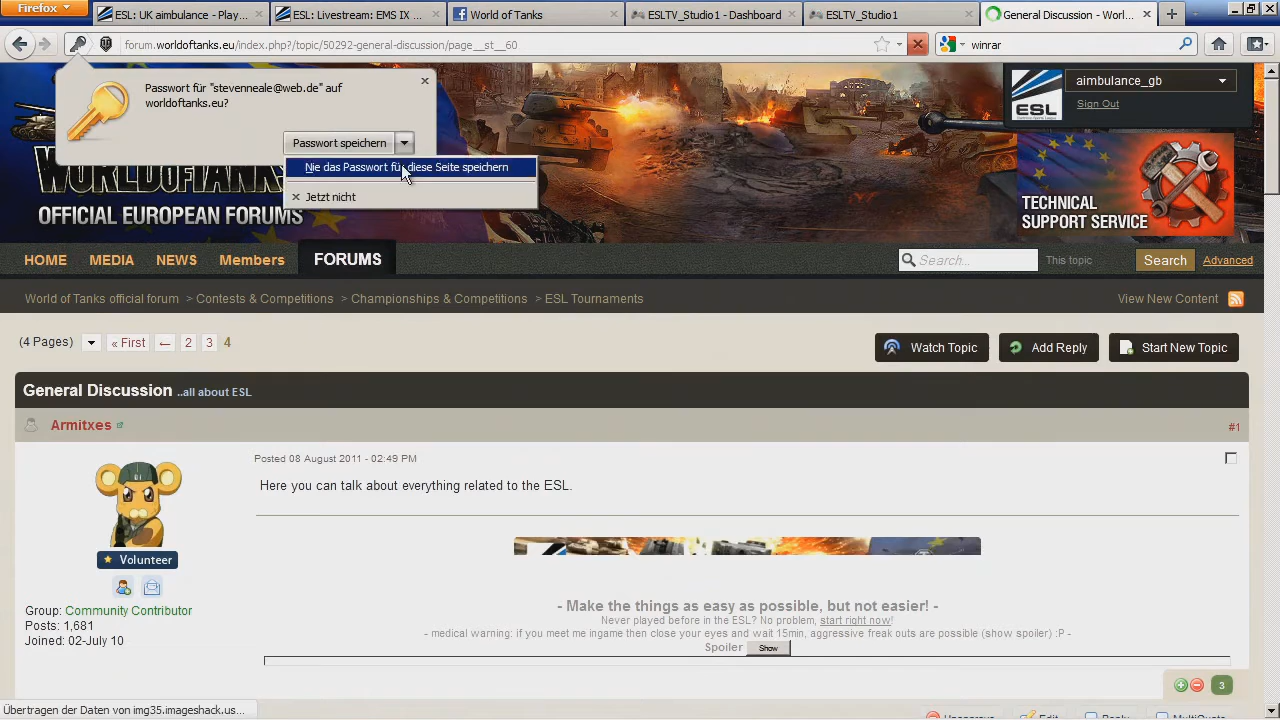 Firefox
ESL: UK aimbulance - Play...
ESL: Livestream: EMS IX ...
World of Tanks
ESLTV_Studio1 - Dashboard
ESLTV_Studio1
General Discussion - Worl...
forum.worldoftanks.eu/index.php?/topic/50292-general-discussion/page__st__60
winrar
Passwort für "stevenneale@web.de" auf
worldoftanks.eu?
Passwort speichern
Nie das Passwort für diese Seite speichern
Jetzt nicht
ESL
aimbulance_gb
Sign Out
WORLD OF TANKS
OFFICIAL EUROPEAN FORUMS
TECHNICAL
SUPPORT SERVICE
HOME
MEDIA
NEWS
Members
FORUMS
Search...
This topic
Search
Advanced
World of Tanks official forum > Contests & Competitions > Championships & Competitions > ESL Tournaments
View New Content
(4 Pages)
« First
←
2
3
4
Watch Topic
Add Reply
Start New Topic
General Discussion ..all about ESL
Armitxes
#1
Posted 08 August 2011 - 02:49 PM
Here you can talk about everything related to the ESL.
Volunteer
Group: Community Contributor
Posts: 1,681
Joined: 02-July 10
- Make the things as easy as possible, but not easier! -
Never played before in the ESL? No problem, start right now!
- medical warning: if you meet me ingame then close your eyes and wait 15min, aggressive freak outs are possible (show spoiler) :P -
Spoiler Show
3
Übertragen der Daten von img35.imageshack.us...
Edit
Reply
MultiQuote